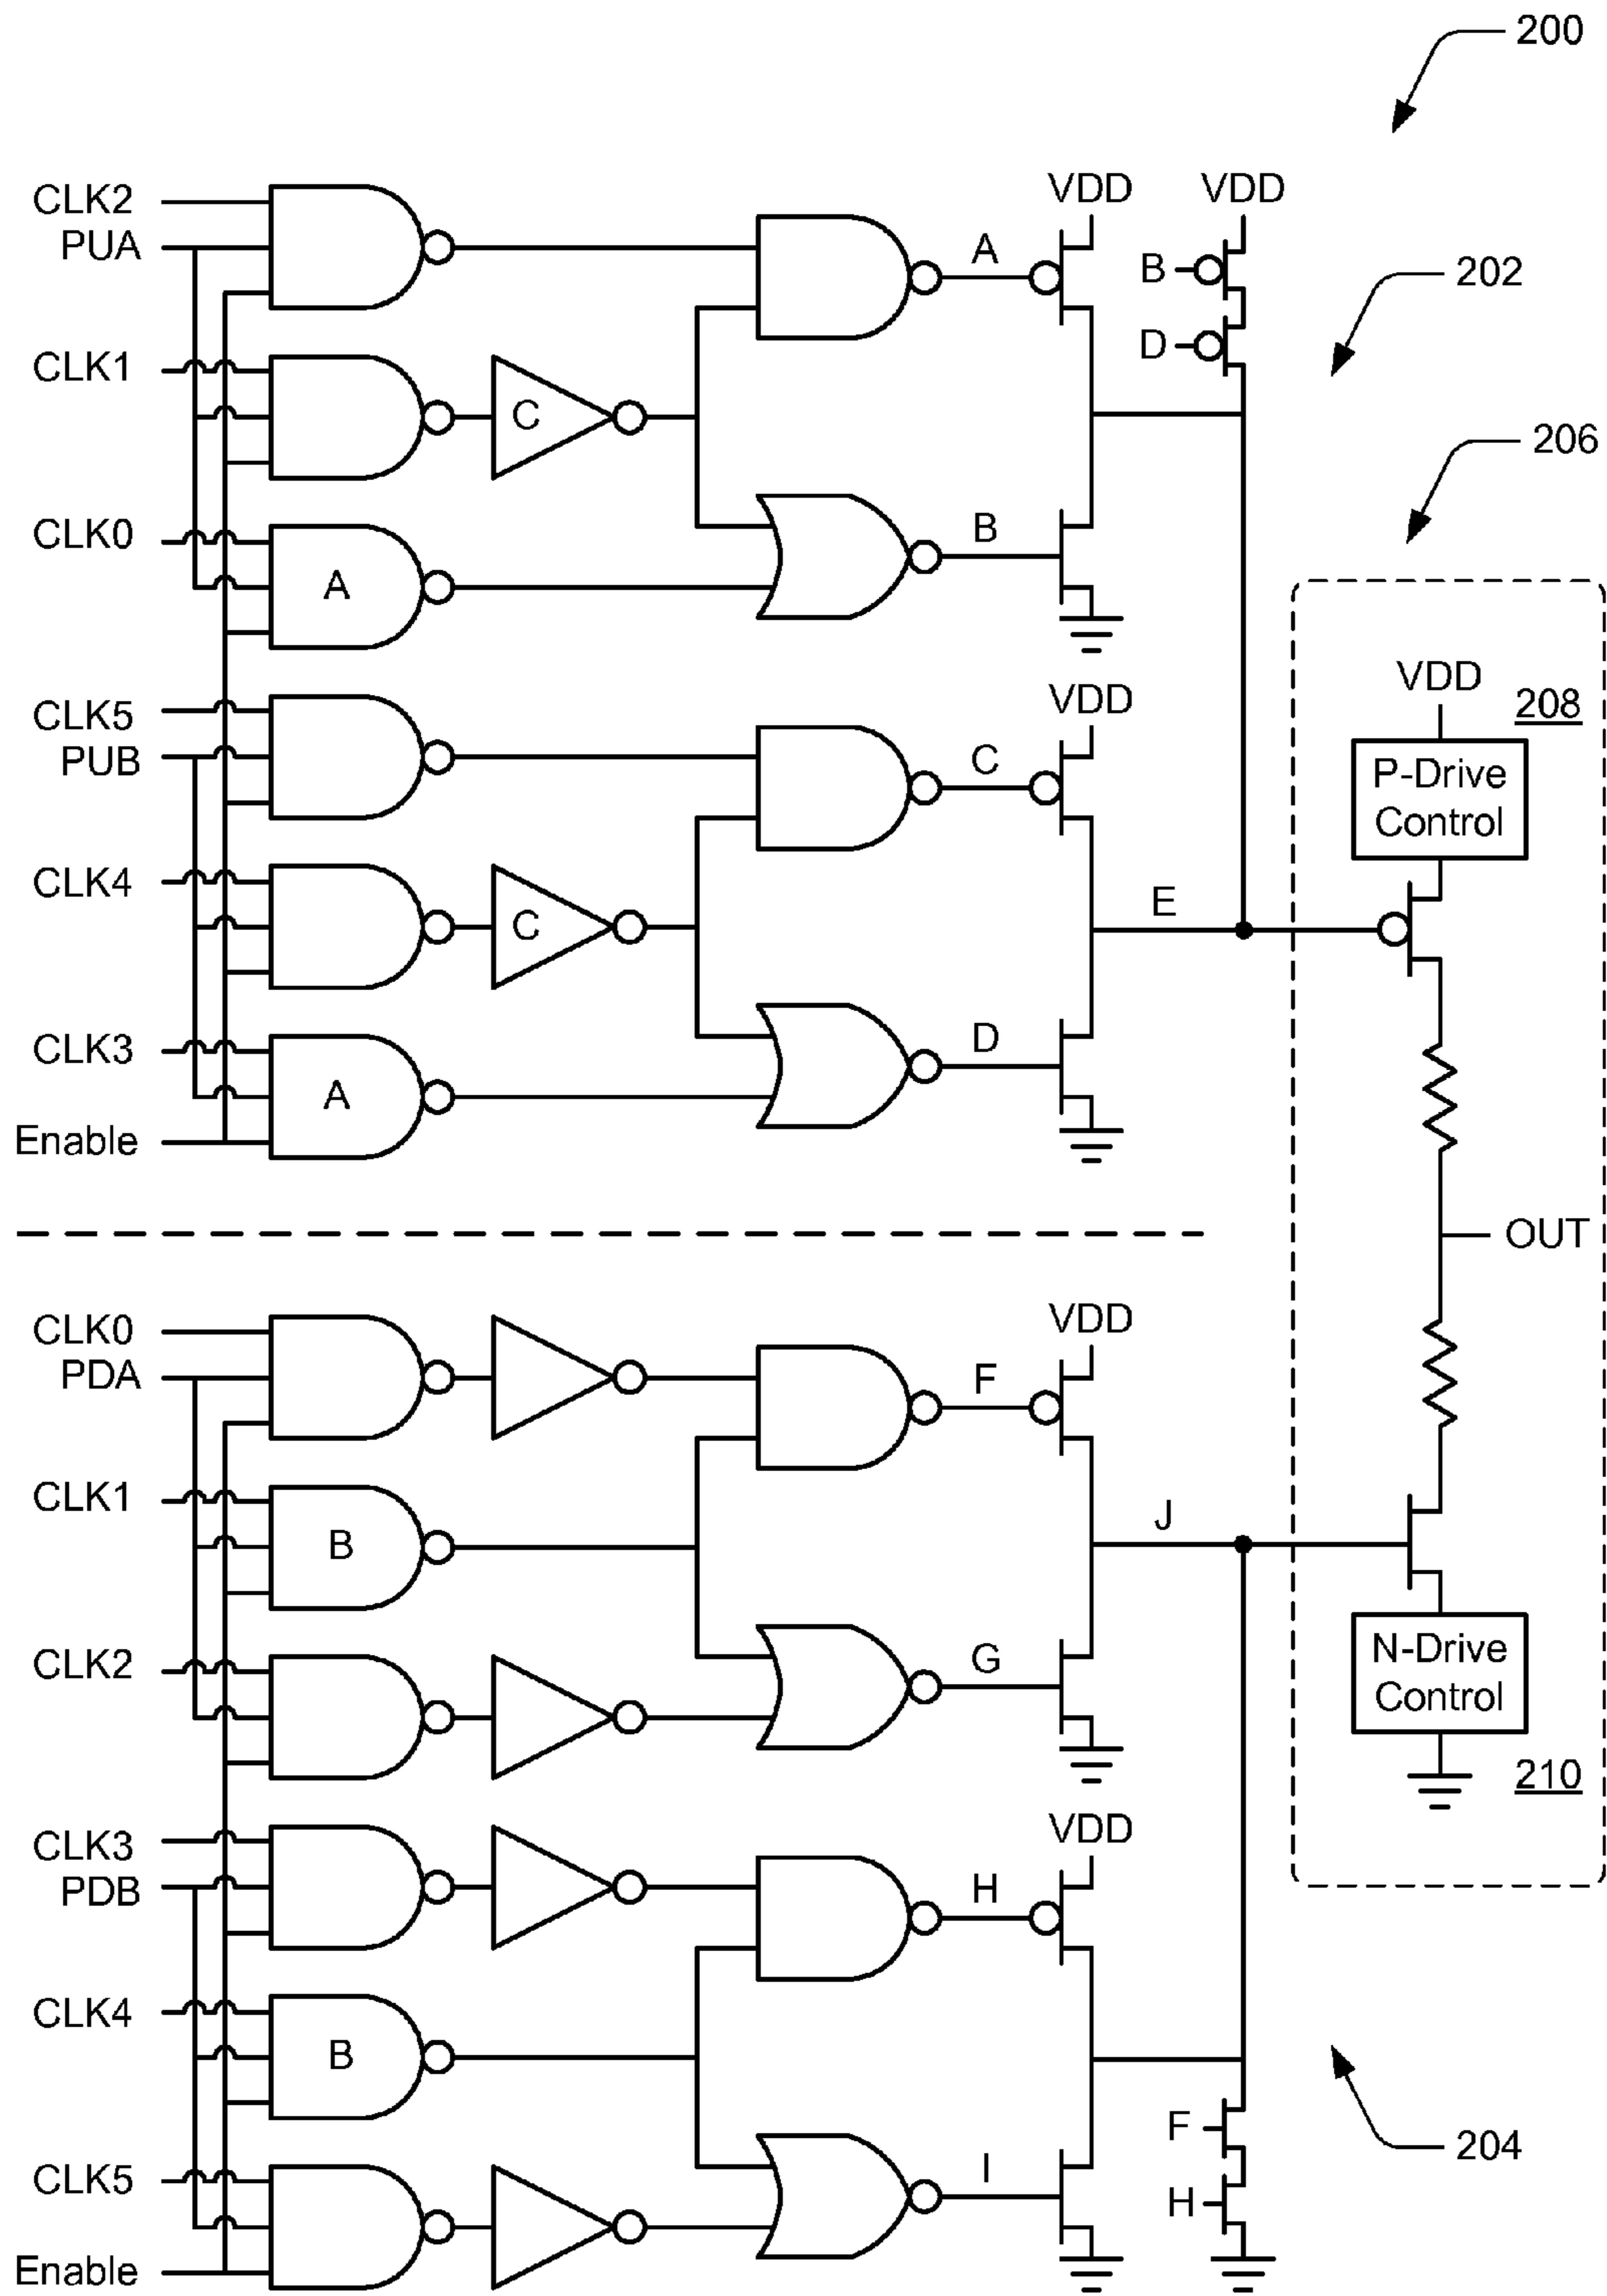 200
VDD
VDD
CLK2
PUA
A
B
202
D
CLK1
C
206
CLK0
B
A
VDD
208
VDD
CLK5
PUB
C
P-Drive
Control
CLK4
C
E
CLK3
D
A
Enable
OUT
CLK0
PDA
VDD
F
CLK1
B
J
CLK2
G
N-Drive
Control
210
CLK3
PDB
VDD
H
CLK4
B
F
204
CLK5
I
H
Enable